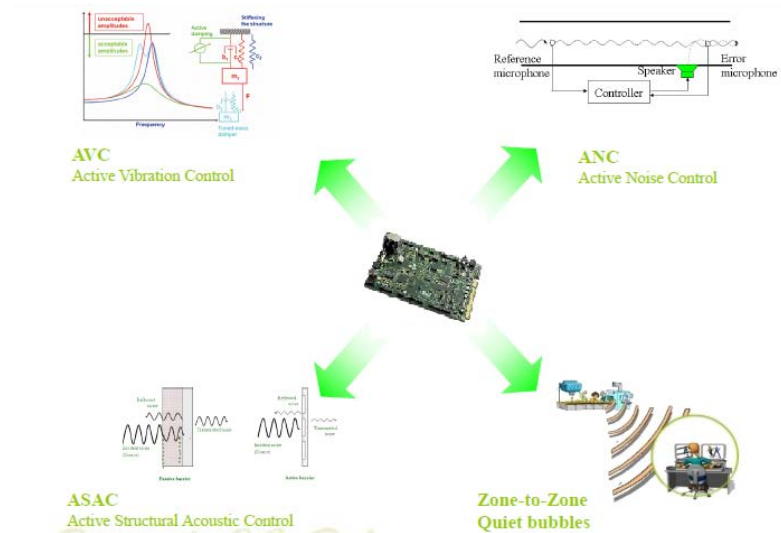 unacceptable
amplitudes
acceptable
amplitudes
Frequency
Active
damping
Stiffening
the structure
F
Tuned mass
damper
AVC
Active Vibration Control
Reference
microphone
Speaker
Error
microphone
Controller
ANC
Active Noise Control
Passive barrier
Active barrier
ASAC
Active Structural Acoustic Control
Zone-to-Zone
Quiet bubbles